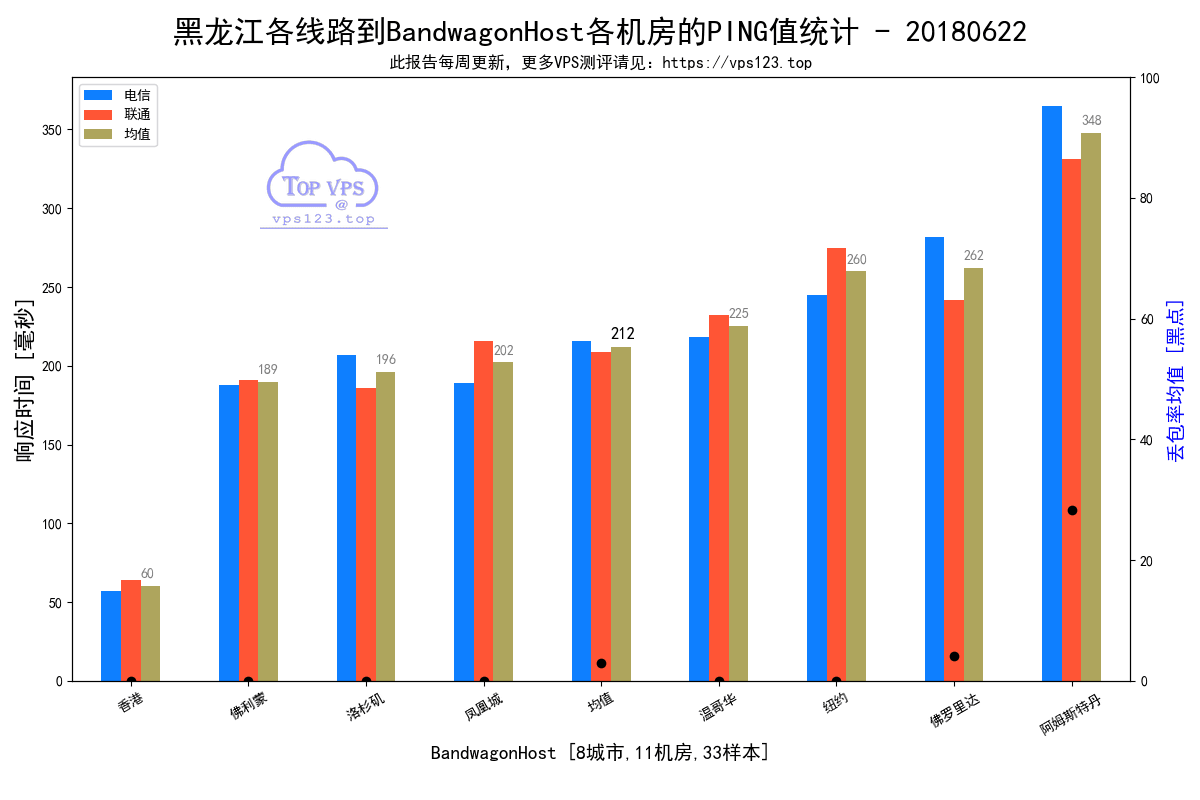 黑龙江各线路到BandwagonHost各机房的PING值统计 - 20180622
此报告每周更新，更多VPS测评请见：https://vps123.top
电信
联通
均值
TOP VPS
@
vps123.top
响应时间 [毫秒]
350
300
250
200
150
100
50
0
60
189
196
202
212
225
260
262
348
100
80
60
40
20
0
丢包率均值 [黑点]
香港
佛利蒙
洛杉矶
凤凰城
均值
温哥华
纽约
佛罗里达
阿姆斯特丹
BandwagonHost [8城市,11机房,33样本]